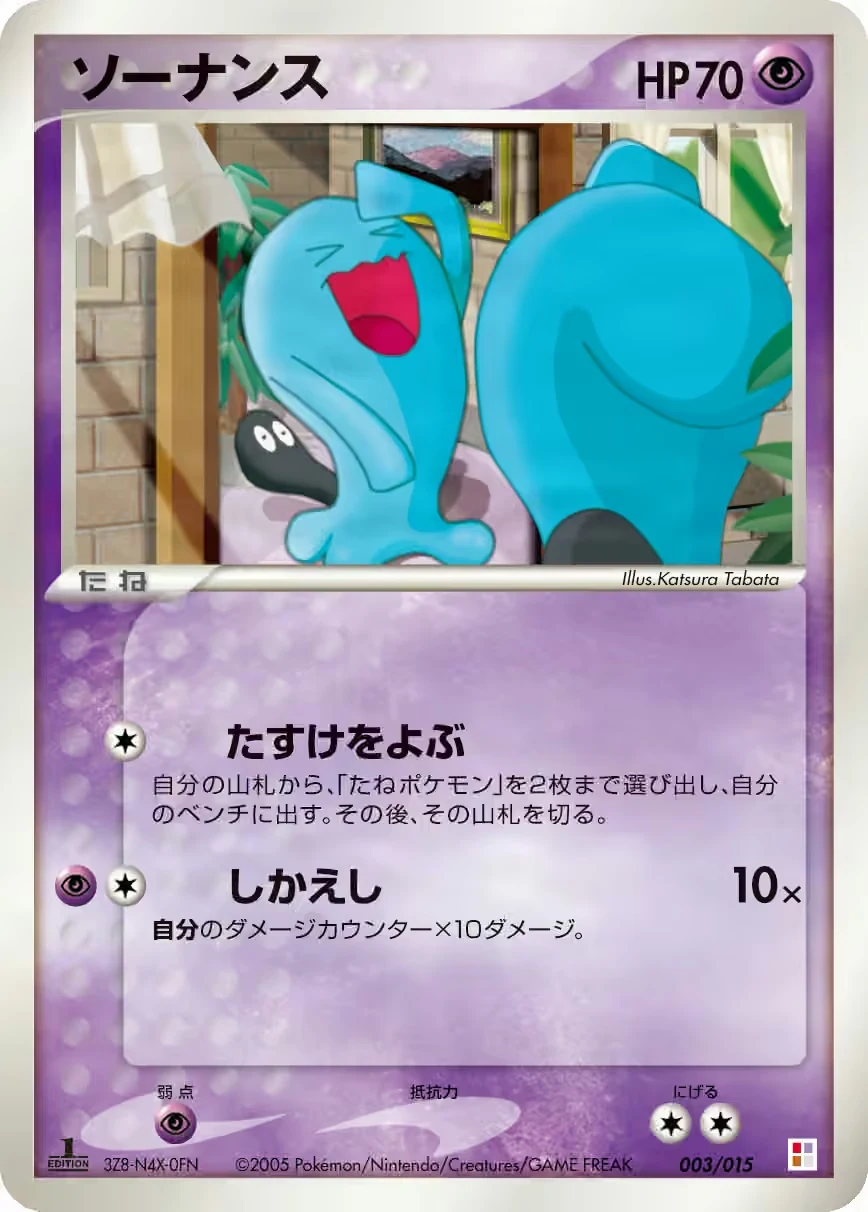 ソーナンス
HP70
たね
Illus.Katsura Tabata
たすけをよぶ
自分の山札から、｢たねポケモン｣を2枚まで選び出し、自分
のベンチに出す。その後、その山札を切る。
しかえし
10×
自分のダメージカウンター×10ダメージ。
弱点
抵抗力
にげる
1
EDITION
3Z8-N4X-0FN
©2005 Pokémon/Nintendo/Creatures/GAME FREAK
003/015